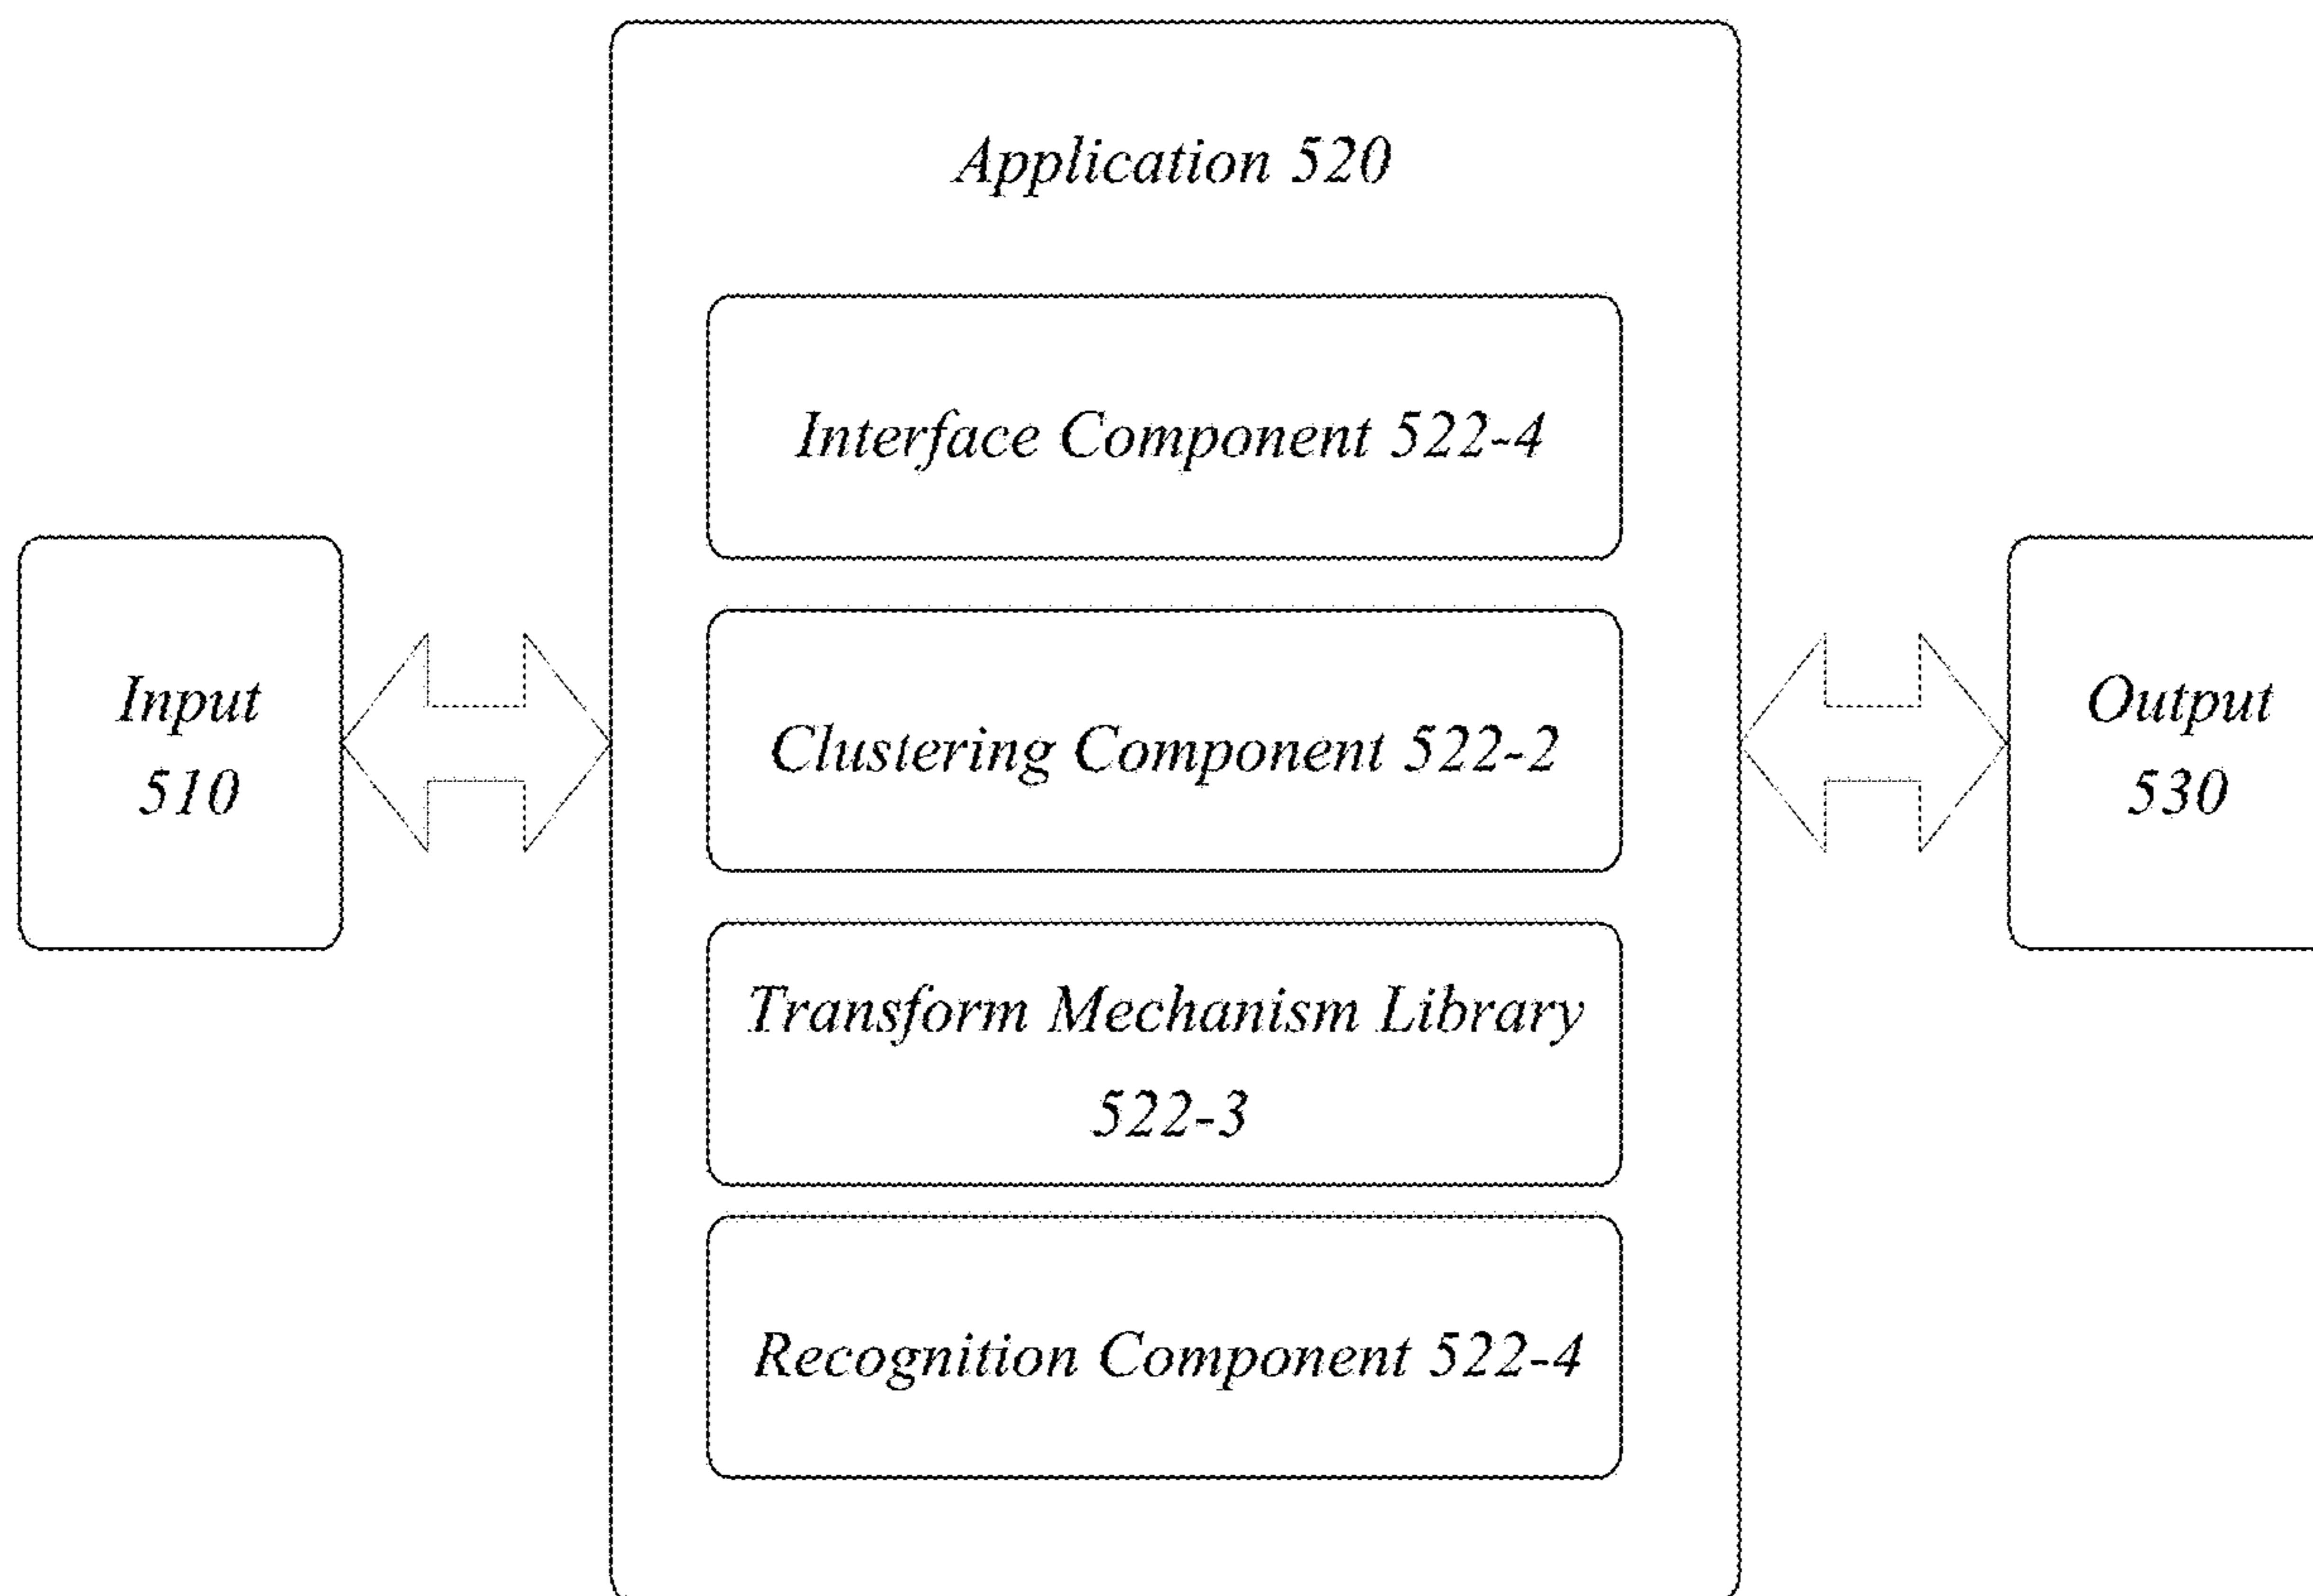 Application 520
Interface Component 522-4
Input
510
Clustering Component 522-2
Output
530
Transform Mechanism Library
522-3
Recognition Component 522-4